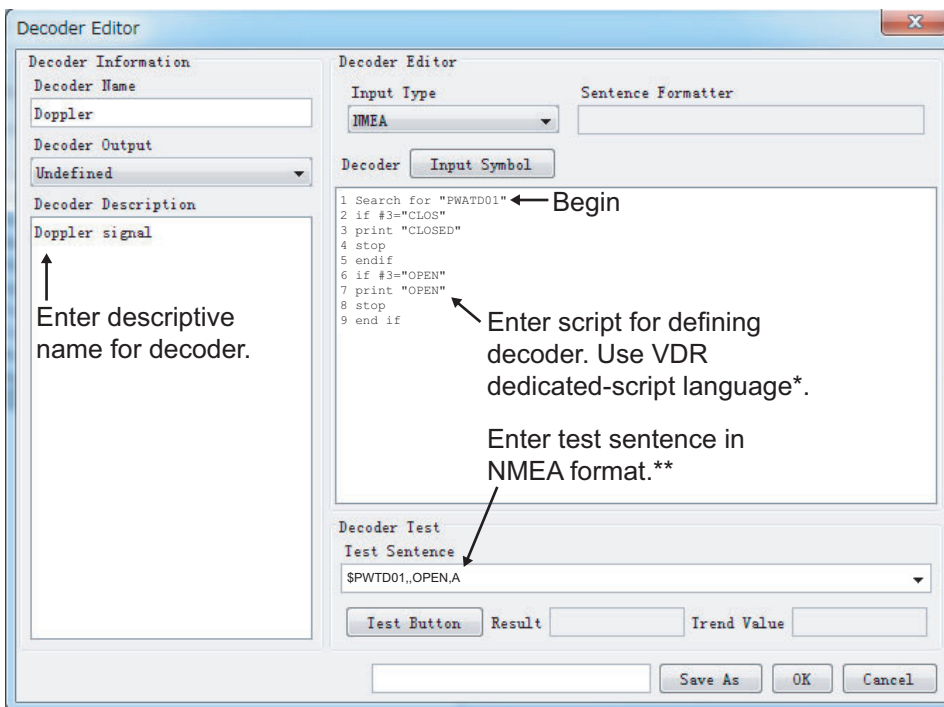 Decoder Editor
Decoder Information
Decoder Name
Doppler
Decoder Output
Undefined
Decoder Description
Doppler signal
Enter descriptive
name for decoder.
Decoder Editor
Input Type
Sentence Formatter
NMEA
Decoder
Input Symbol
1 Search for "PWATD01"
Begin
2 if #3="CLOS"
3 print "CLOSED"
4 stop
5 endif
6 if #3="OPEN"
7 print "OPEN"
8 stop
9 end if
Enter script for defining
decoder. Use VDR
dedicated-script language*.
Enter test sentence in
NMEA format.**
Decoder Test
Test Sentence
$PWTD01,,OPEN,A
Test Button
Result
Trend Value
Save As
OK
Cancel